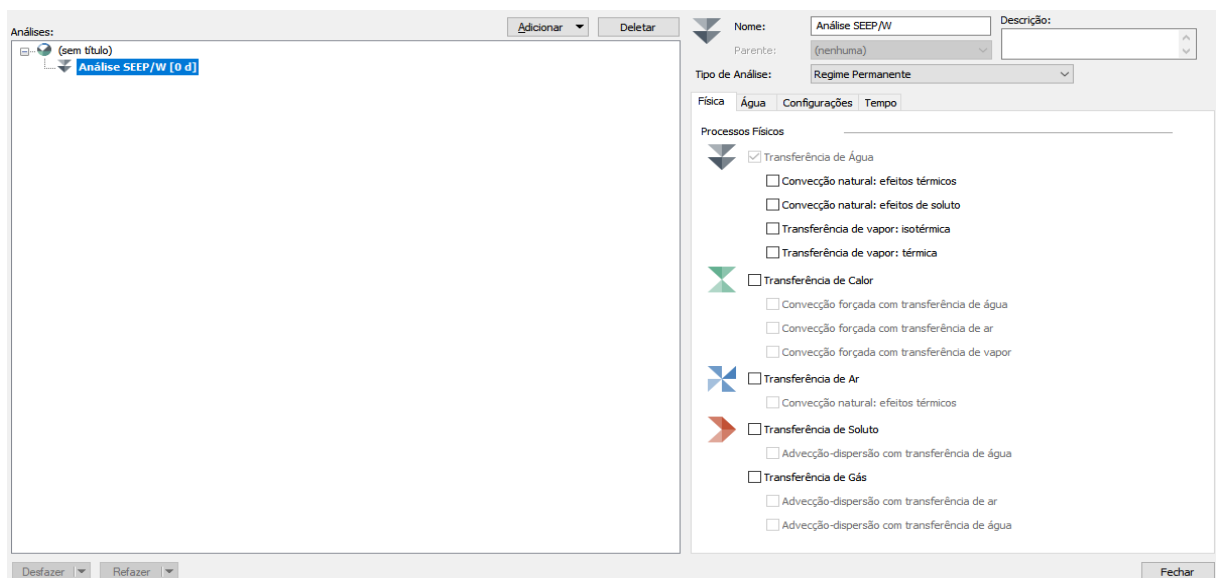 Análises:
Adicionar
Deletar
(sem título)
Análise SEEP/W [0 d]
Desfazer
Refazer
Nome:
Análise SEEP/W
Descrição:
Parente:
(nenhuma)
Tipo de Análise:
Regime Permanente
Física
Água
Configurações
Tempo
Processos Físicos
Transferência de Água
Convecção natural: efeitos térmicos
Convecção natural: efeitos de soluto
Transferência de vapor: isotérmica
Transferência de vapor: térmica
Transferência de Calor
Convecção forçada com transferência de água
Convecção forçada com transferência de ar
Convecção forçada com transferência de vapor
Transferência de Ar
Convecção natural: efeitos térmicos
Transferência de Soluto
Advecção-dispersão com transferência de água
Transferência de Gás
Advecção-dispersão com transferência de ar
Advecção-dispersão com transferência de água
Fechar